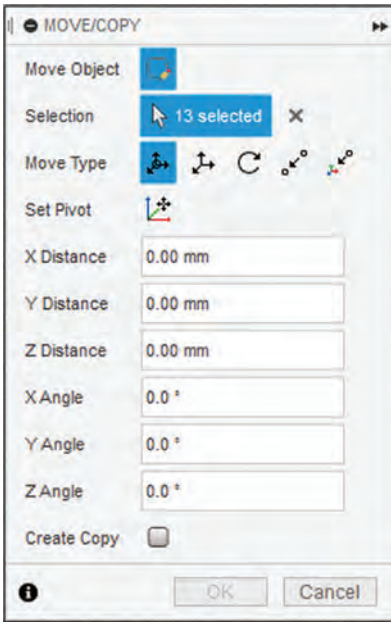 MOVE/COPY
Move Object
Selection 13 selected
Move Type
Set Pivot
X Distance 0.00 mm
Y Distance 0.00 mm
Z Distance 0.00 mm
X Angle 0.0 °
Y Angle 0.0 °
Z Angle 0.0 °
Create Copy
OK Cancel